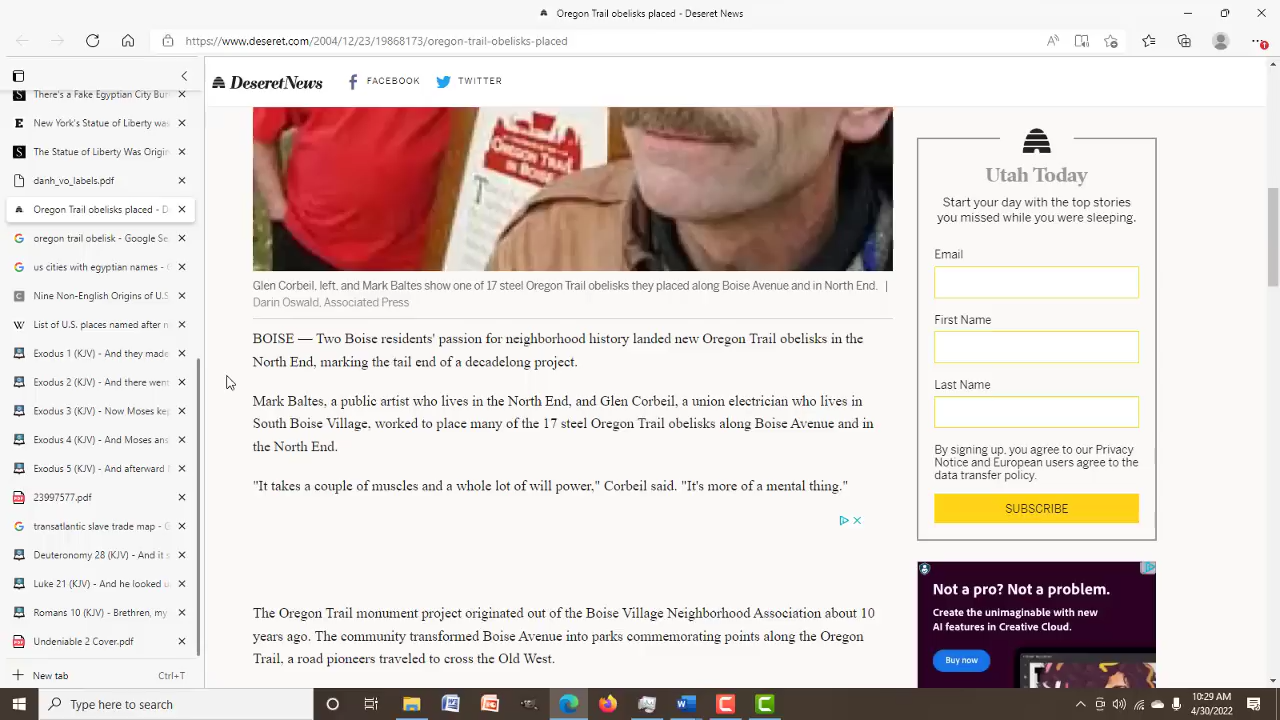 Oregon Trail obelisks placed - Deseret News
https://www.deseret.com/2004/12/23/19868173/oregon-trail-obelisks-placed
There's a Fake Egyptian City Bur
New York's Statue of Liberty was
The Statue of Liberty Was Origin
danh_vo_labels.pdf
Oregon Trail obelisks placed - D
oregon trail obelisk - Google Se
us cities with egyptian names - G
Nine Non-English Origins of U.S.
List of U.S. places named after n
Exodus 1 (KJV) - And they made
Exodus 2 (KJV) - And there went
Exodus 3 (KJV) - Now Moses kep
Exodus 4 (KJV) - And Moses ans
Exodus 5 (KJV) - And afterward
23997577.pdf
transatlantic slave trade map - G
Deuteronomy 28 (KJV) - And it s
Luke 21 (KJV) - And he looked u
Romans 10 (KJV) - Brethren, my
Undeniable 2 Cover.pdf
New tab Ctrl+T
Deseret News FACEBOOK TWITTER
OREGON TRAIL
IN BOISE
Glen Corbeil, left, and Mark Baltes show one of 17 steel Oregon Trail obelisks they placed along Boise Avenue and in North End. |
Darin Oswald, Associated Press
BOISE — Two Boise residents' passion for neighborhood history landed new Oregon Trail obelisks in the
North End, marking the tail end of a decadelong project.
Mark Baltes, a public artist who lives in the North End, and Glen Corbeil, a union electrician who lives in
South Boise Village, worked to place many of the 17 steel Oregon Trail obelisks along Boise Avenue and in
the North End.
"It takes a couple of muscles and a whole lot of will power," Corbeil said. "It's more of a mental thing."
The Oregon Trail monument project originated out of the Boise Village Neighborhood Association about 10
years ago. The community transformed Boise Avenue into parks commemorating points along the Oregon
Trail, a road pioneers traveled to cross the Old West.
Utah Today
Start your day with the top stories
you missed while you were sleeping.
Email
First Name
Last Name
By signing up, you agree to our Privacy
Notice and European users agree to the
data transfer policy.
SUBSCRIBE
Not a pro? Not a problem.
Create the unimaginable with new
AI features in Creative Cloud.
Buy now
Type here to search
10:29 AM
4/30/2022